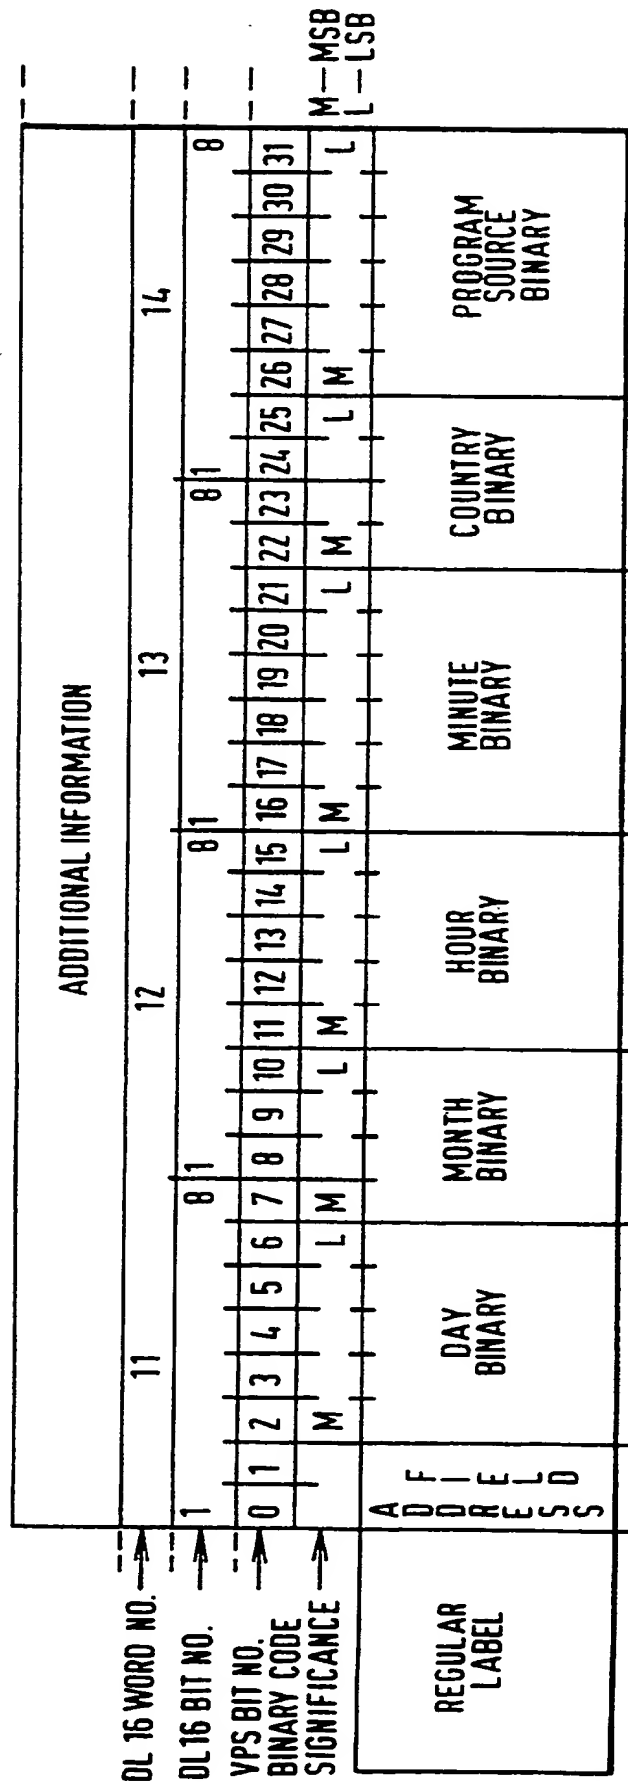 ADDITIONAL INFORMATION
DL 16 WORD NO. 11 12 13 14
DL16 BIT NO. 1 8 1 8 1 8 1 8
VPS BIT NO. 0 1 2 3 4 5 6 7 8 9 10 11 12 13 14 15 16 17 18 19 20 21 22 23 24 25 26 27 28 29 30 31
BINARY CODE
SIGNIFICANCE M L M L M L M L M L M L
M—MSB
L—LSB
REGULAR
LABEL
ADDRESS
FIELD
DAY
BINARY
MONTH
BINARY
HOUR
BINARY
MINUTE
BINARY
COUNTRY
BINARY
PROGRAM
SOURCE
BINARY